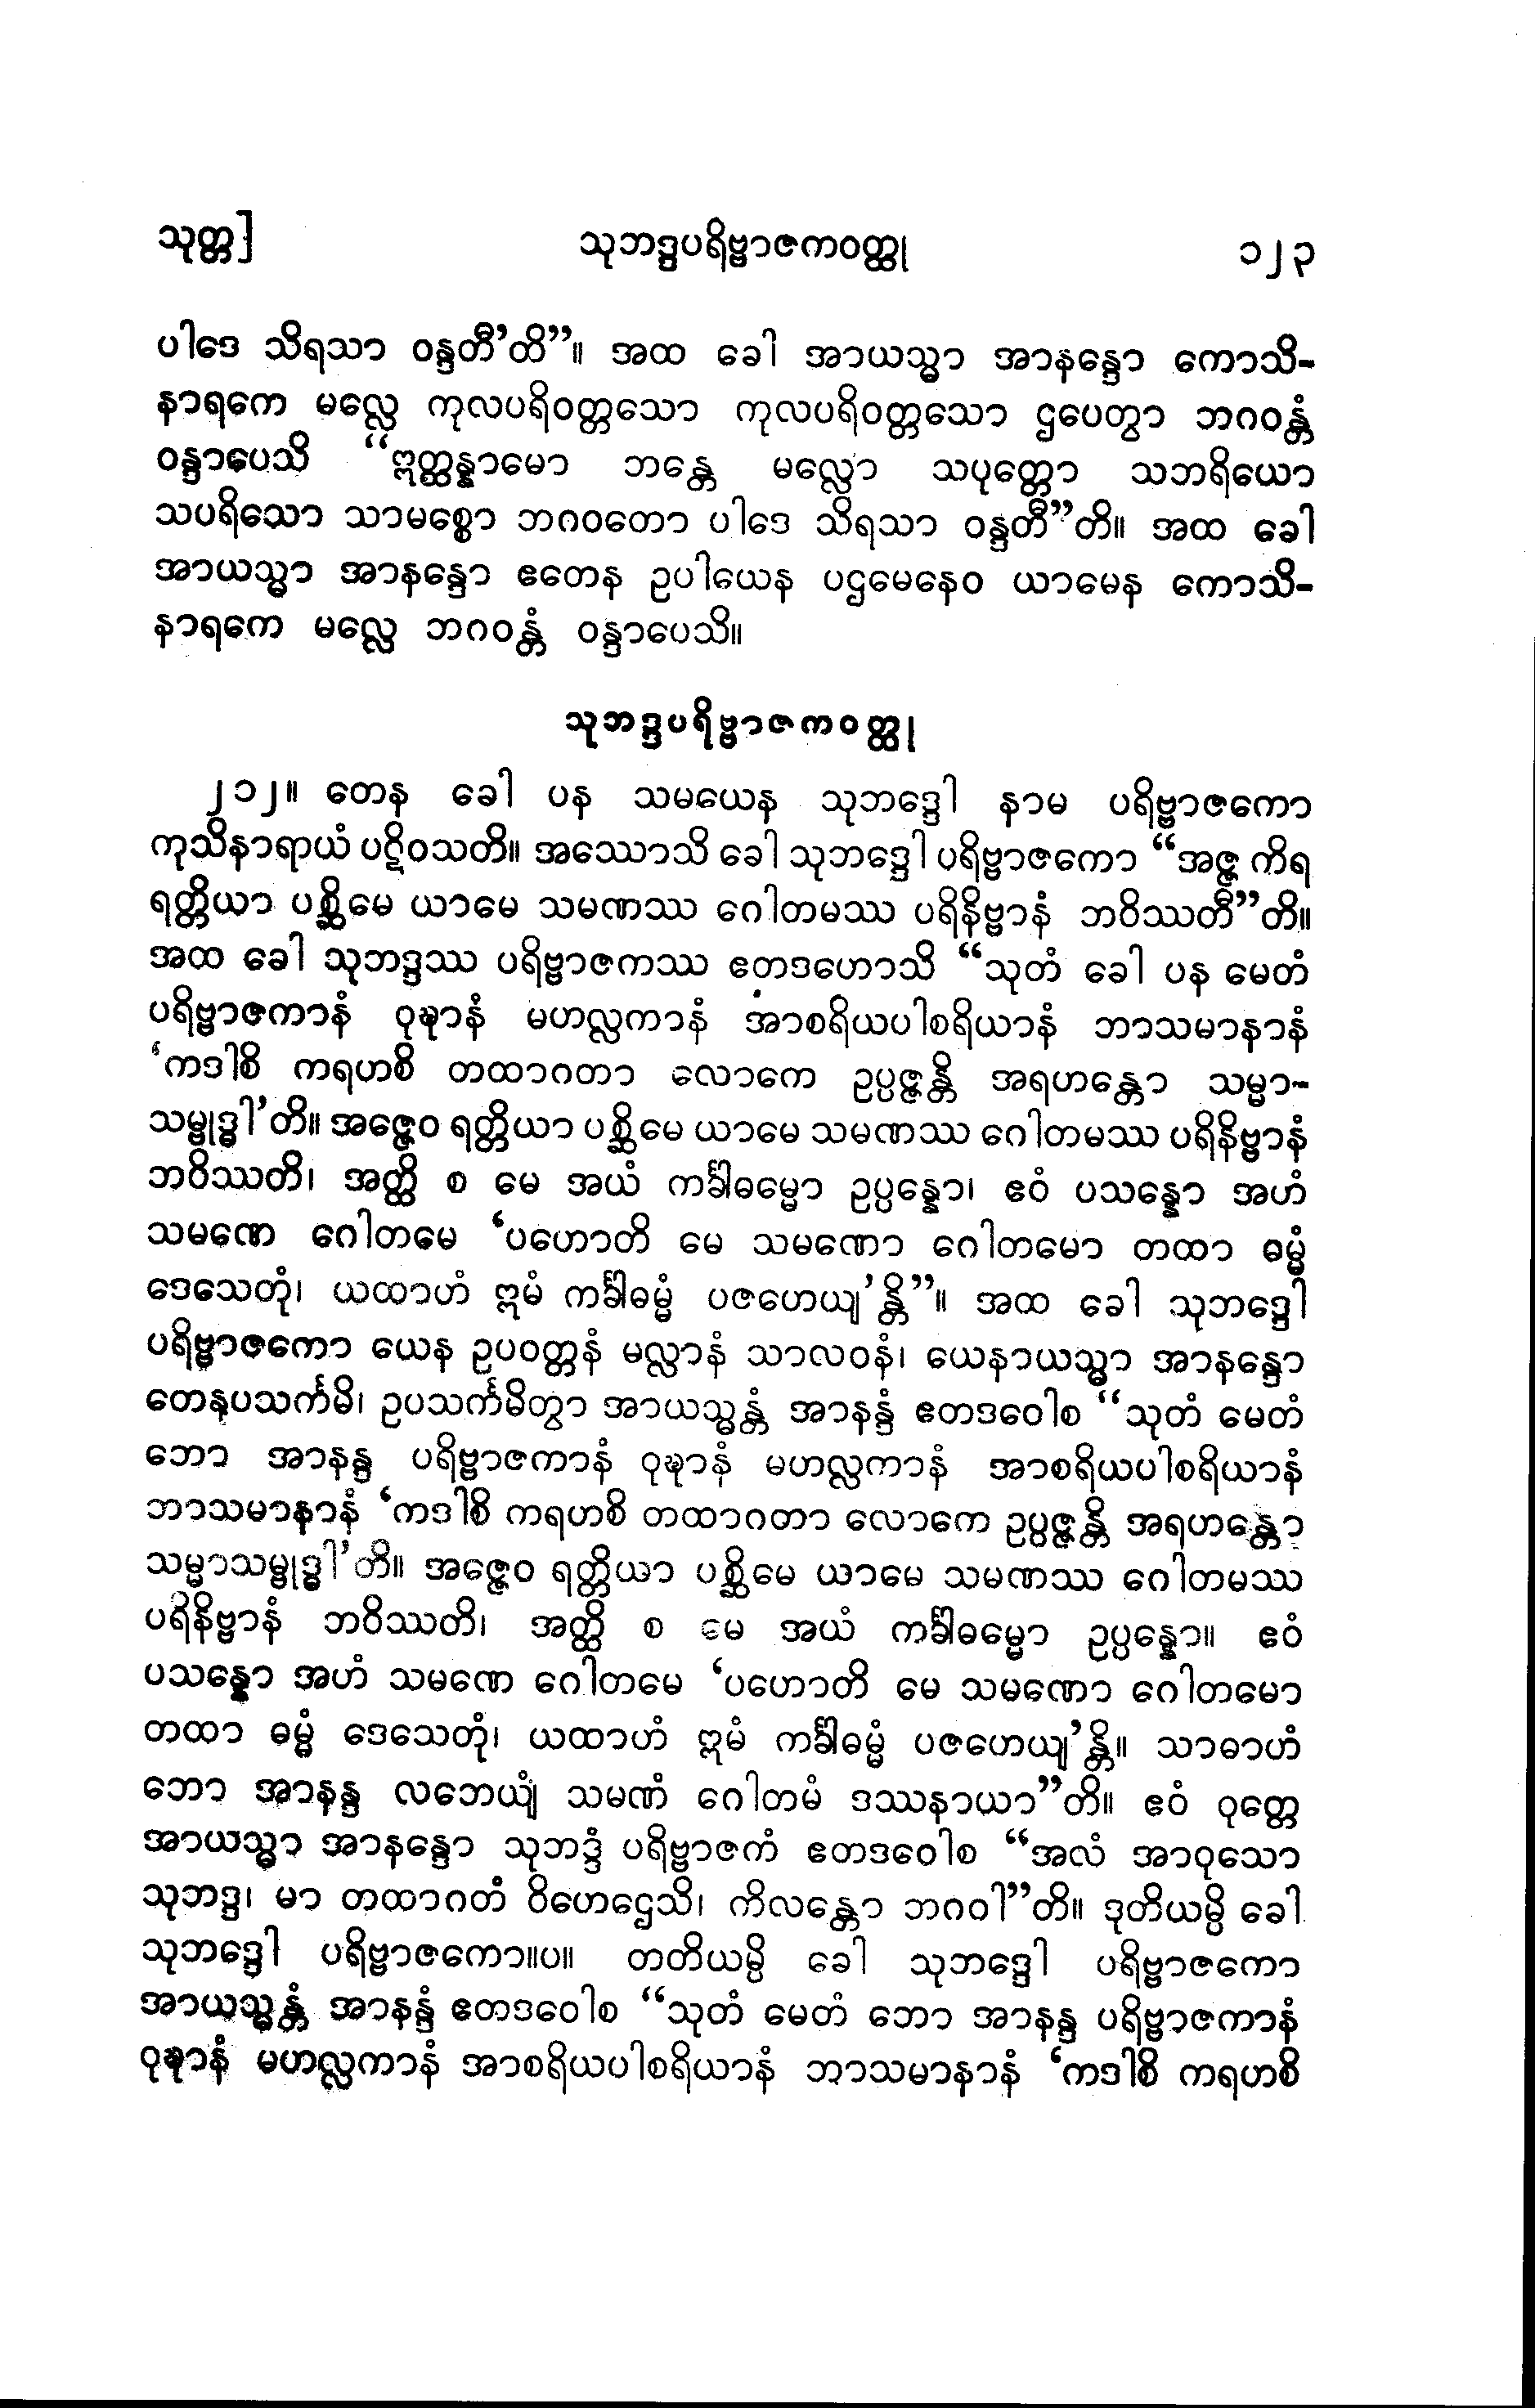 သုတ္တ] သုဘဒ္ဒပရိဗ္ဗာဇကဝတ္ထု ၁၂၃
ပါဒေ သိရသာ ဝန္ဒတီ’တိ”။ အထ ခေါ အာယသ္မာ အာနန္ဒော ကောသိ-
နာရကေ မလ္လေ ကုလပရိဝတ္တသော ကုလပရိဝတ္တသော ဌပေတွာ ဘဂဝန္တံ
ဝန္ဒာပေသိ “ဣတ္ထန္နာမော ဘန္တေ မလ္လော သပုတ္တော သဘရိယော
သပရိသော သာမစ္စော ဘဂဝတော ပါဒေ သိရသာ ဝန္ဒတီ”တိ။ အထ ခေါ
အာယသ္မာ အာနန္ဒော ဧတေန ဥပါယေန ပဌမေနေဝ ယာမေန ကောသိ-
နာရကေ မလ္လေ ဘဂဝန္တံ ဝန္ဒာပေသိ။
သုဘဒ္ဒပရိဗ္ဗာဇကဝတ္ထု
၂၁၂။ တေန ခေါ ပန သမယေန သုဘဒ္ဒေါ နာမ ပရိဗ္ဗာဇကော
ကုသိနာရာယံ ပဋိဝသတိ။ အဿောသိ ခေါ သုဘဒ္ဒေါ ပရိဗ္ဗာဇကော “အဇ္ဇ ကိရ
ရတ္တိယာ ပစ္ဆိမေ ယာမေ သမဏဿ ဂေါတမဿ ပရိနိဗ္ဗာနံ ဘဝိဿတီ”တိ။
အထ ခေါ သုဘဒ္ဒဿ ပရိဗ္ဗာဇကဿ ဧတဒဟောသိ “သုတံ ခေါ ပန မေတံ
ပရိဗ္ဗာဇကာနံ ဝုဍ္ဎာနံ မဟလ္လကာနံ အာစရိယပါစရိယာနံ ဘာသမာနာနံ
‘ကဒါစိ ကရဟစိ တထာဂတာ လောကေ ဥပ္ပဇ္ဇန္တိ အရဟန္တော သမ္မာ-
သမ္ဗုဒ္ဓါ’တိ။ အဇ္ဇေဝ ရတ္တိယာ ပစ္ဆိမေ ယာမေ သမဏဿ ဂေါတမဿ ပရိနိဗ္ဗာနံ
ဘဝိဿတိ၊ အတ္ထိ စ မေ အယံ ကင်္ခါဓမ္မော ဥပ္ပန္နော၊ ဧဝံ ပသန္နော အဟံ
သမဏေ ဂေါတမေ ‘ပဟောတိ မေ သမဏော ဂေါတမော တထာ ဓမ္မံ
ဒေသေတုံ၊ ယထာဟံ ဣမံ ကင်္ခါဓမ္မံ ပဇဟေယျ’န္တိ”။ အထ ခေါ သုဘဒ္ဒေါ
ပရိဗ္ဗာဇကော ယေန ဥပဝတ္တနံ မလ္လာနံ သာလဝနံ၊ ယေနာယသ္မာ အာနန္ဒော
တေနုပသင်္ကမိ၊ ဥပသင်္ကမိတွာ အာယသ္မန္တံ အာနန္ဒံ ဧတဒဝေါစ “သုတံ မေတံ
ဘော အာနန္ဒ ပရိဗ္ဗာဇကာနံ ဝုဍ္ဎာနံ မဟလ္လကာနံ အာစရိယပါစရိယာနံ
ဘာသမာနာနံ ‘ကဒါစိ ကရဟစိ တထာဂတာ လောကေ ဥပ္ပဇ္ဇန္တိ အရဟန္တော
သမ္မာသမ္ဗုဒ္ဓါ’တိ။ အဇ္ဇေဝ ရတ္တိယာ ပစ္ဆိမေ ယာမေ သမဏဿ ဂေါတမဿ
ပရိနိဗ္ဗာနံ ဘဝိဿတိ၊ အတ္ထိ စ မေ အယံ ကင်္ခါဓမ္မော ဥပ္ပန္နော။ ဧဝံ
ပသန္နော အဟံ သမဏေ ဂေါတမေ ‘ပဟောတိ မေ သမဏော ဂေါတမော
တထာ ဓမ္မံ ဒေသေတုံ၊ ယထာဟံ ဣမံ ကင်္ခါဓမ္မံ ပဇဟေယျ’န္တိ။ သာဓာဟံ
ဘော အာနန္ဒ လဘေယျံ သမဏံ ဂေါတမံ ဒဿနာယာ”တိ။ ဧဝံ ဝုတ္တေ
အာယသ္မာ အာနန္ဒော သုဘဒ္ဒံ ပရိဗ္ဗာဇကံ ဧတဒဝေါစ “အလံ အာဝုသော
သုဘဒ္ဒ၊ မာ တထာဂတံ ဝိဟေဌေသိ၊ ကိလန္တော ဘဂဝါ”တိ။ ဒုတိယမ္ပိ ခေါ
သုဘဒ္ဒေါ ပရိဗ္ဗာဇကော။ပ။ တတိယမ္ပိ ခေါ သုဘဒ္ဒေါ ပရိဗ္ဗာဇကော
အာယသ္မန္တံ အာနန္ဒံ ဧတဒဝေါစ “သုတံ မေတံ ဘော အာနန္ဒ ပရိဗ္ဗာဇကာနံ
ဝုဍ္ဎာနံ မဟလ္လကာနံ အာစရိယပါစရိယာနံ ဘာသမာနာနံ ‘ကဒါစိ ကရဟစိ